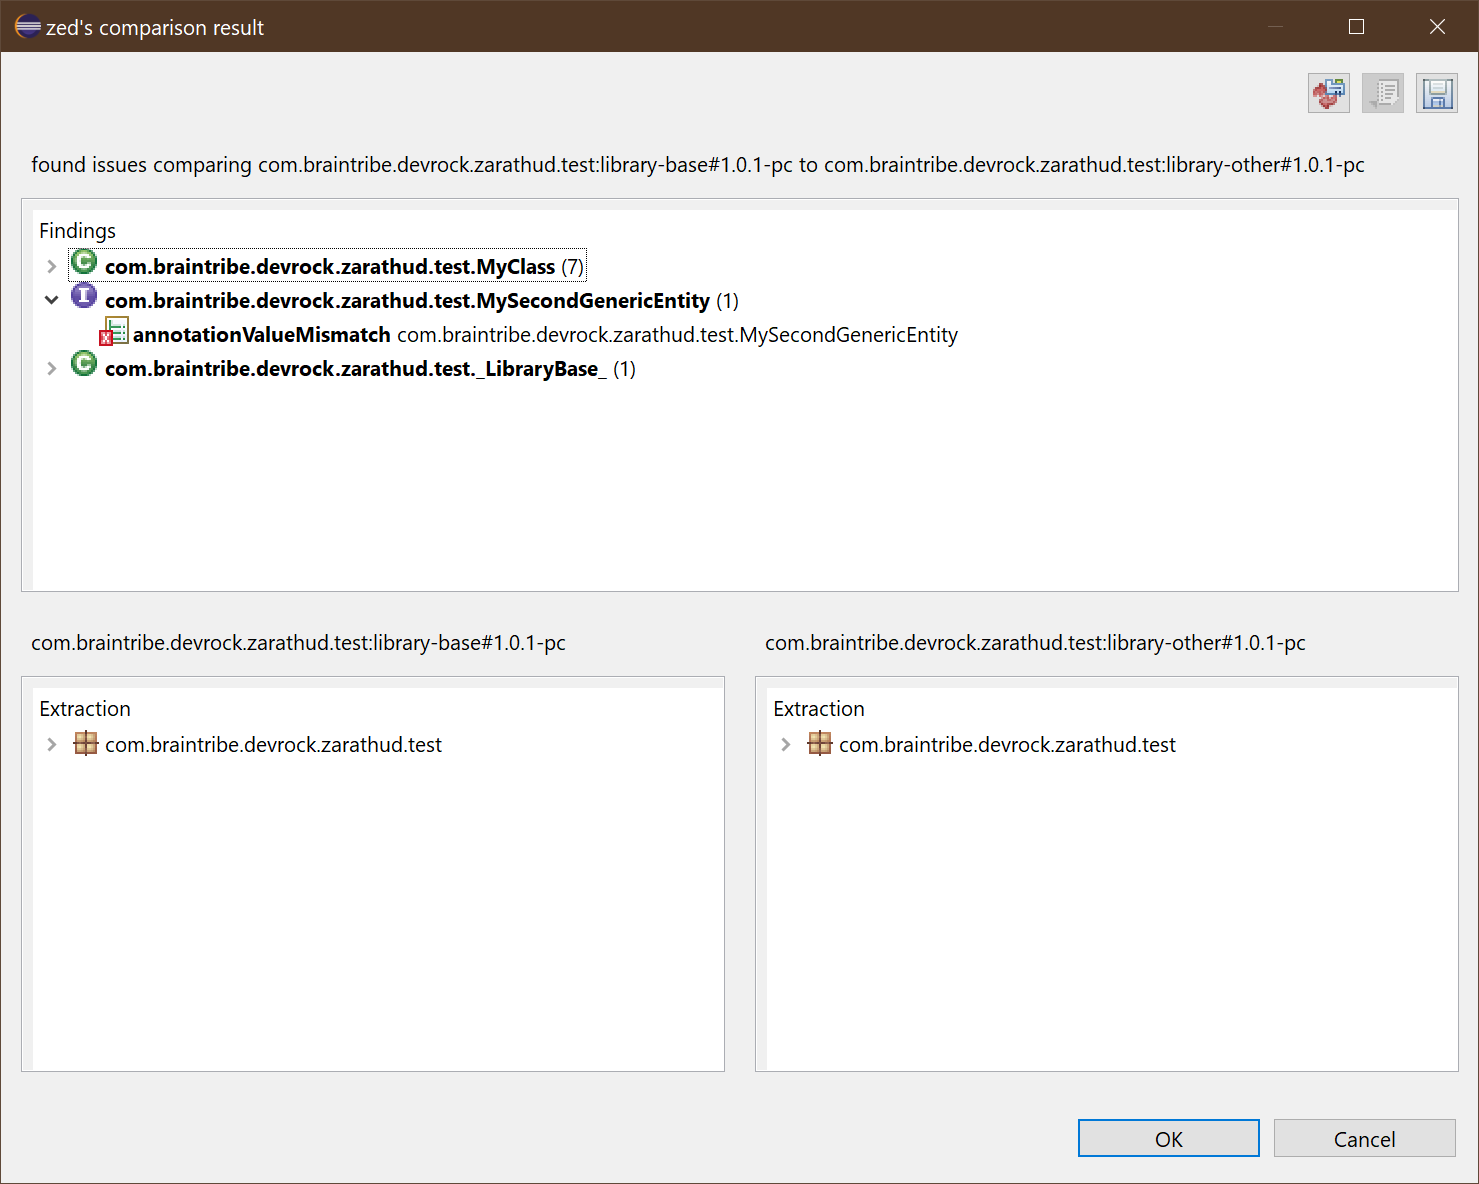 zed's comparison result
found issues comparing com.braintribe.devrock.zarathud.test:library-base#1.0.1-pc to com.braintribe.devrock.zarathud.test:library-other#1.0.1-pc
Findings
C com.braintribe.devrock.zarathud.test.MyClass (7)
I com.braintribe.devrock.zarathud.test.MySecondGenericEntity (1)
x annotationValueMismatch com.braintribe.devrock.zarathud.test.MySecondGenericEntity
C com.braintribe.devrock.zarathud.test._LibraryBase_ (1)
com.braintribe.devrock.zarathud.test:library-base#1.0.1-pc
com.braintribe.devrock.zarathud.test:library-other#1.0.1-pc
Extraction
com.braintribe.devrock.zarathud.test
Extraction
com.braintribe.devrock.zarathud.test
OK
Cancel